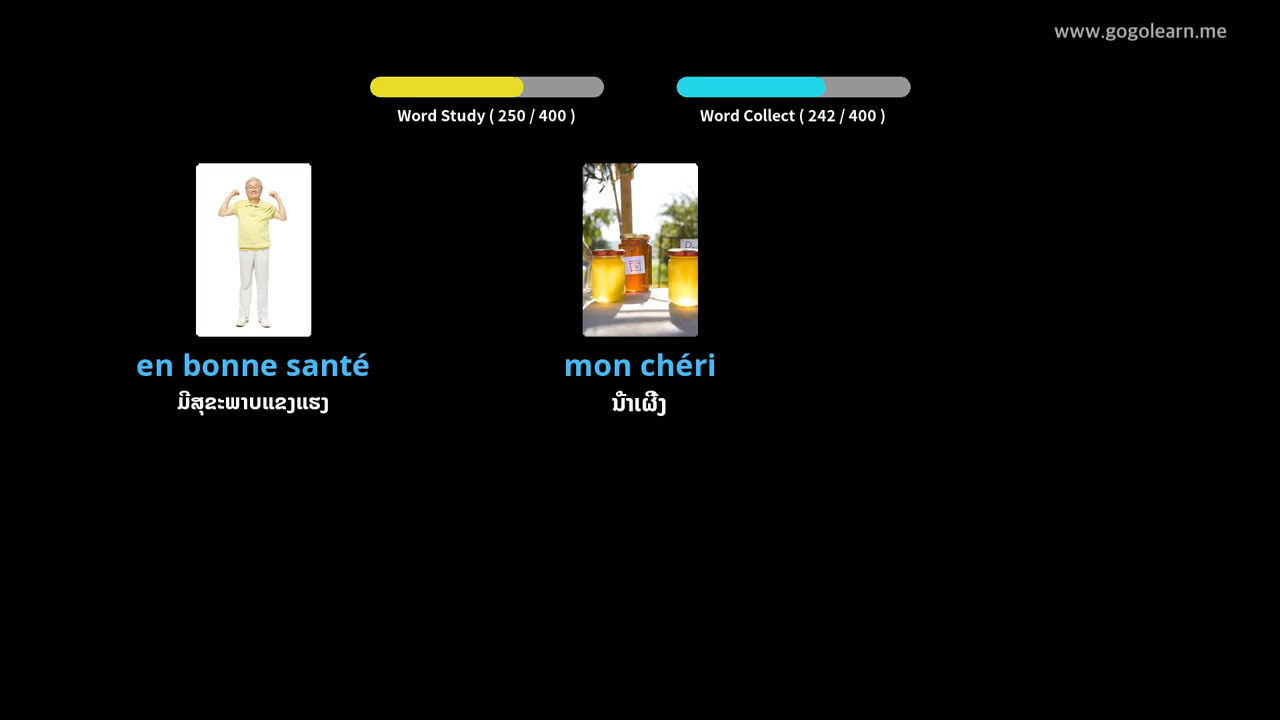 www.gogolearn.me
Word Study ( 250 / 400 )
Word Collect ( 242 / 400 )
en bonne santé
ມີສຸຂະພາບແຂງແຮງ
mon chéri
ນ້ຳເຜິ້ງ